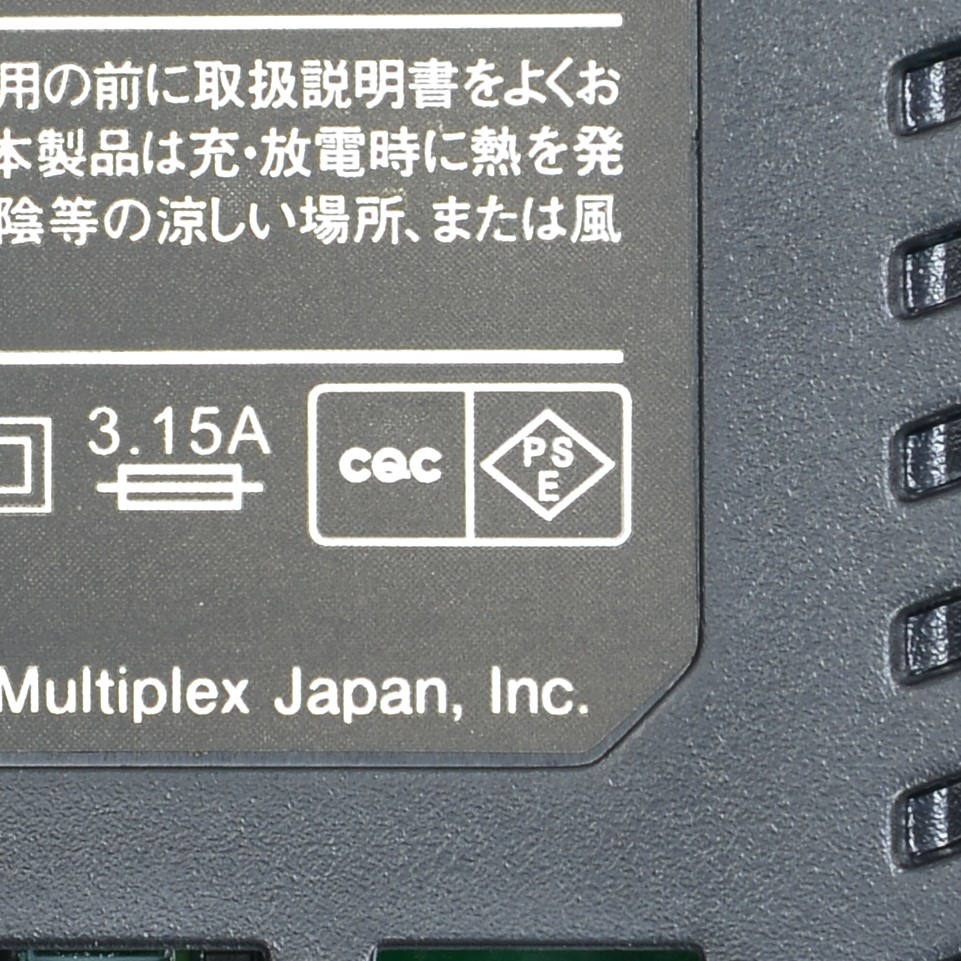 用の前に取扱説明書をよくお
本製品は充・放電時に熱を発
陰等の涼しい場所、または風
3.15A
cqc
PS
E
Multiplex Japan, Inc.